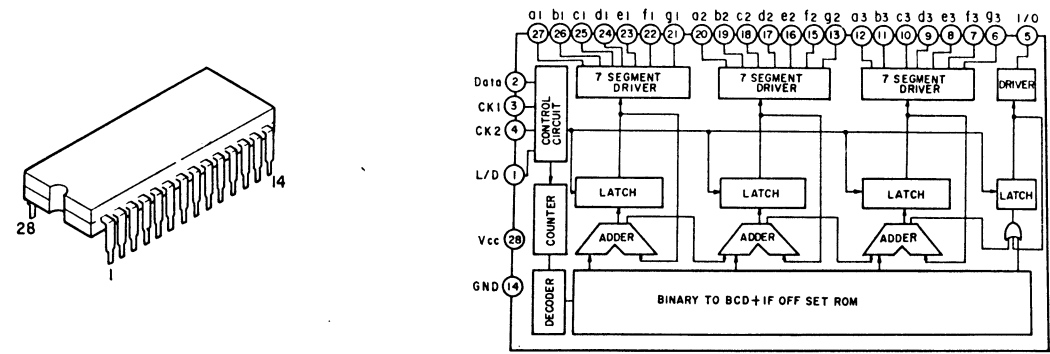 a1 b1 c1 d1 e1 f1 g1 a2 b2 c2 d2 e2 f2 g2 a3 b3 c3 d3 e3 f3 g3 I/O
27 26 25 24 23 22 21 20 19 18 17 16 15 13 12 11 10 9 8 7 6 5
Data 2
CK1 3
CK2 4
L/D 1
Vcc 28
GND 14
CONTROL
CIRCUIT
COUNTER
DECODER
7 SEGMENT
DRIVER
7 SEGMENT
DRIVER
7 SEGMENT
DRIVER
DRIVER
LATCH
LATCH
LATCH
LATCH
ADDER
ADDER
ADDER
BINARY TO BCD+IF OFF SET ROM
14
28
1